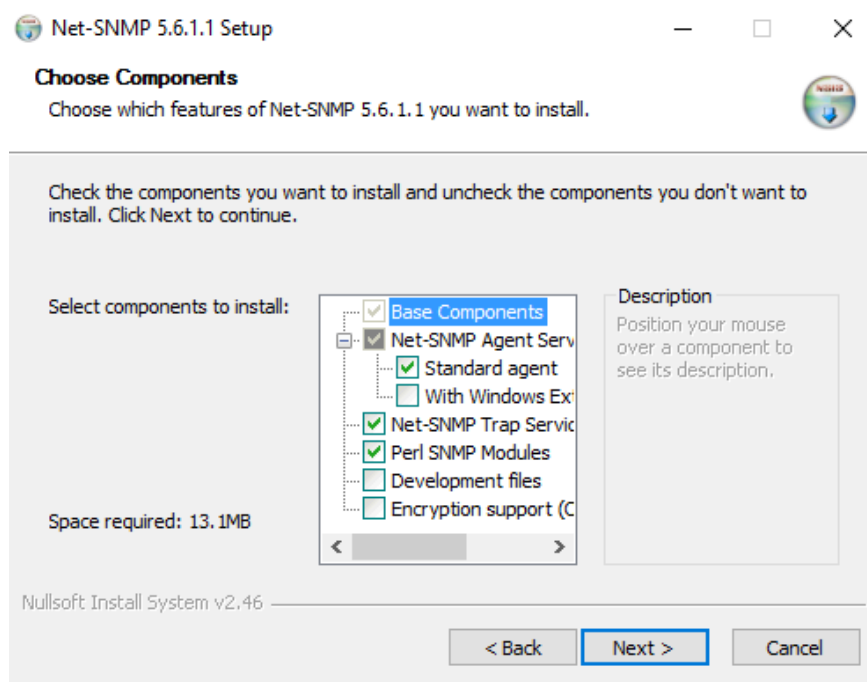 Net-SNMP 5.6.1.1 Setup
Choose Components
Choose which features of Net-SNMP 5.6.1.1 you want to install.
Check the components you want to install and uncheck the components you don't want to
install. Click Next to continue.
Select components to install:
Base Components
Net-SNMP Agent Serv
Standard agent
With Windows Ex
Net-SNMP Trap Servic
Perl SNMP Modules
Development files
Encryption support (C
Description
Position your mouse
over a component to
see its description.
Space required: 13.1MB
Nullsoft Install System v2.46
< Back
Next >
Cancel